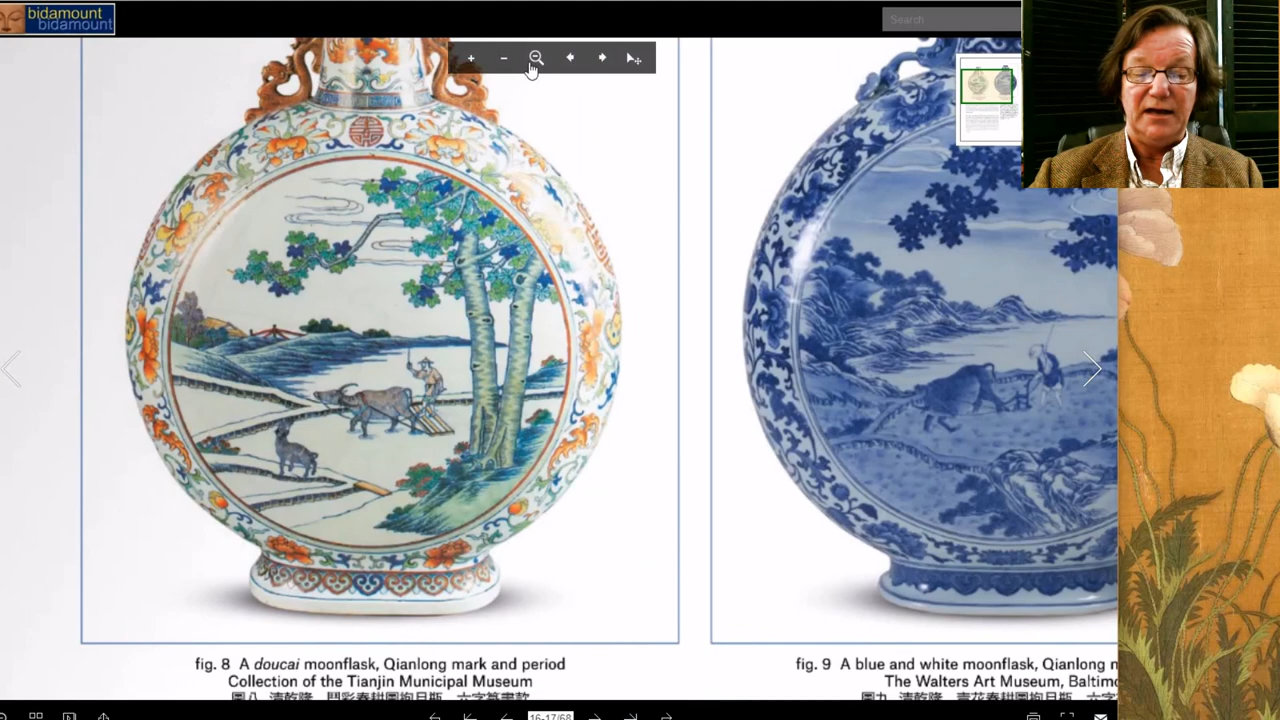 bidamount
bidamount
Search
fig. 8 A doucai moonflask, Qianlong mark and period
Collection of the Tianjin Municipal Museum
fig. 9 A blue and white moonflask, Qianlong
The Walters Art Museum,
16-17/68